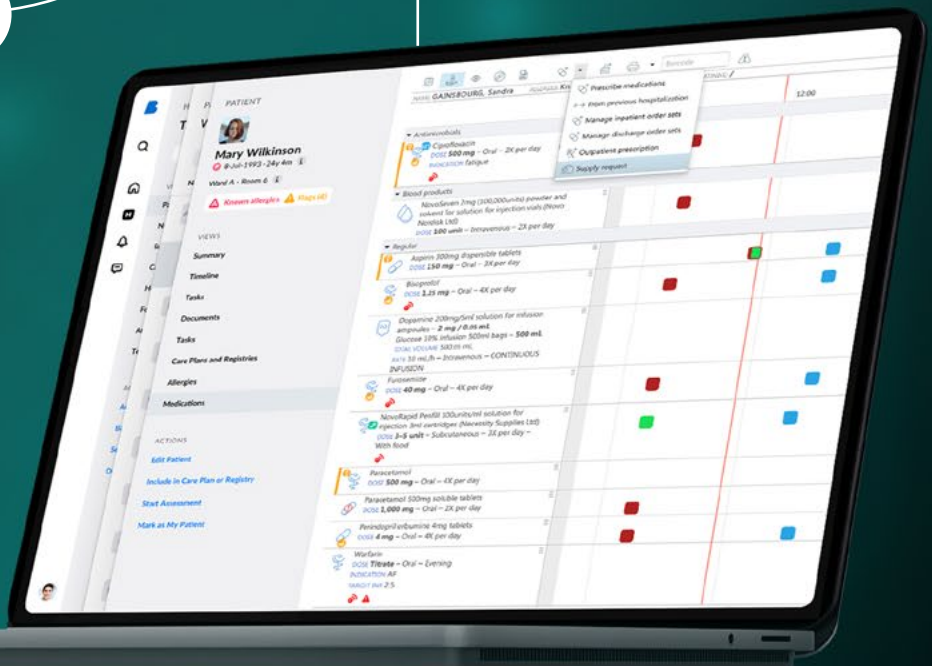 PATIENT
Mary Wilkinson
8-Jul-1993 - 24y 4m
Ward A - Room 6
Known allergies
Flags (4)
VIEWS
Summary
Timeline
Tasks
Documents
Tasks
Care Plans and Registries
Allergies
Medications
ACTIONS
Edit Patient
Include in Care Plan or Registry
Start Assessment
Mark as My Patient
Barcode
NAME GAINSBOURG, Sandra
Prescribe medications
From previous hospitalization
Manage inpatient order sets
Manage discharge order sets
Outpatient prescription
Supply request
12:00
Antimicrobials
Ciprofloxacin
DOSE 500 mg – Oral – 2X per day
INDICATION fatigue
Blood products
NovoSeven 2mg (100,000units) powder and
solvent for solution for injection vials (Novo
Nordisk Ltd)
DOSE 100 unit – Intravenous – 2X per day
Regular
Aspirin 300mg dispersible tablets
DOSE 150 mg – Oral – 3X per day
Bisoprolol
DOSE 1.25 mg – Oral – 4X per day
Dopamine 200mg/5ml solution for infusion
ampoules – 2 mg / 0.05 mL
Glucose 10% infusion 500ml bags – 500 mL
TOTAL VOLUME 500.05 mL
RATE 10 mL/h – Intravenous – CONTINUOUS
INFUSION
Furosemide
DOSE 40 mg – Oral – 4X per day
NovoRapid Penfill 100units/ml solution for
injection 3ml cartridges (Necessity Supplies Ltd)
DOSE 3–5 unit – Subcutaneous – 3X per day –
With food
Paracetamol
DOSE 500 mg – Oral – 4X per day
Paracetamol 500mg soluble tablets
DOSE 1,000 mg – Oral – 2X per day
Perindopril erbumine 4mg tablets
DOSE 4 mg – Oral – 4X per day
Warfarin
DOSE Titrate – Oral – Evening
INDICATION AF
TARGET INR 2.5